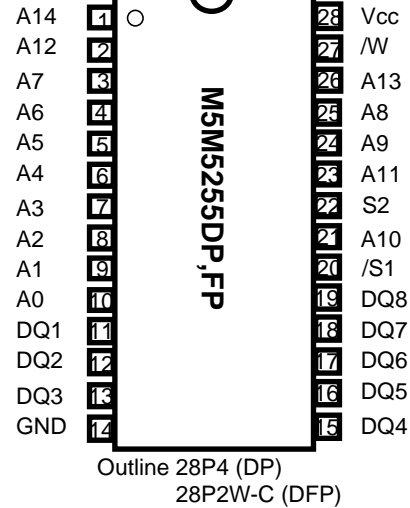 A14 1 28 Vcc
A12 2 27 /W
A7 3 26 A13
A6 4 25 A8
A5 5 24 A9
A4 6 23 A11
A3 7 22 S2
A2 8 21 A10
A1 9 20 /S1
A0 10 19 DQ8
DQ1 11 18 DQ7
DQ2 12 17 DQ6
DQ3 13 16 DQ5
GND 14 15 DQ4
M5M5255DP,FP
Outline 28P4 (DP)
28P2W-C (DFP)